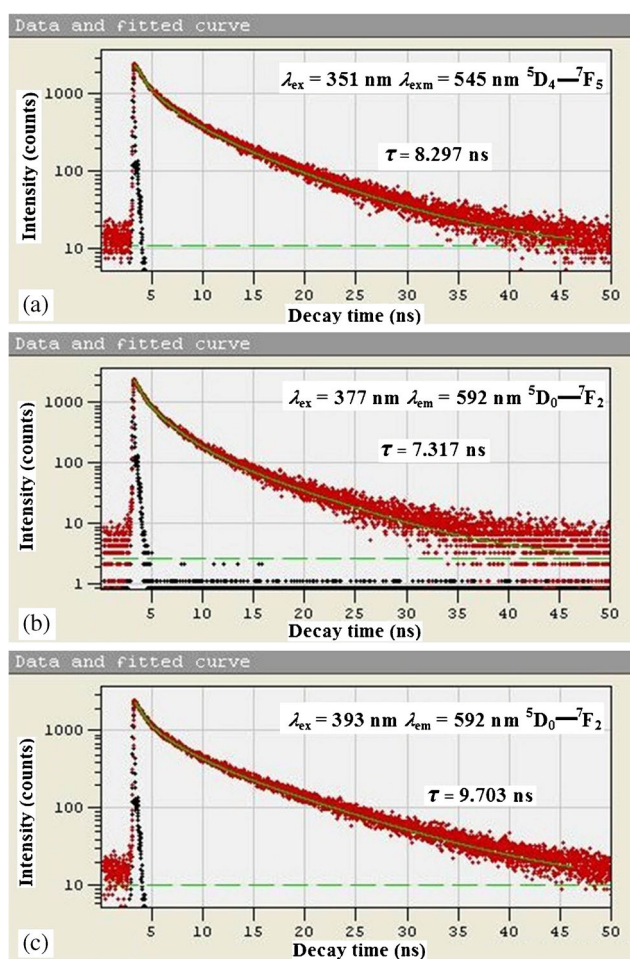 Data and fitted curve
λex = 351 nm λexm = 545 nm ⁵D₄—⁷F₅
τ = 8.297 ns
Intensity (counts)
1000
100
10
5 10 15 20 25 30 35 40 45 50
Decay time (ns)
(a)
Data and fitted curve
λex = 377 nm λem = 592 nm ⁵D₀—⁷F₂
τ = 7.317 ns
Intensity (counts)
1000
100
10
1
5 10 15 20 25 30 35 40 45 50
Decay time (ns)
(b)
Data and fitted curve
λex = 393 nm λem = 592 nm ⁵D₀—⁷F₂
τ = 9.703 ns
Intensity (counts)
1000
100
10
5 10 15 20 25 30 35 40 45 50
Decay time (ns)
(c)